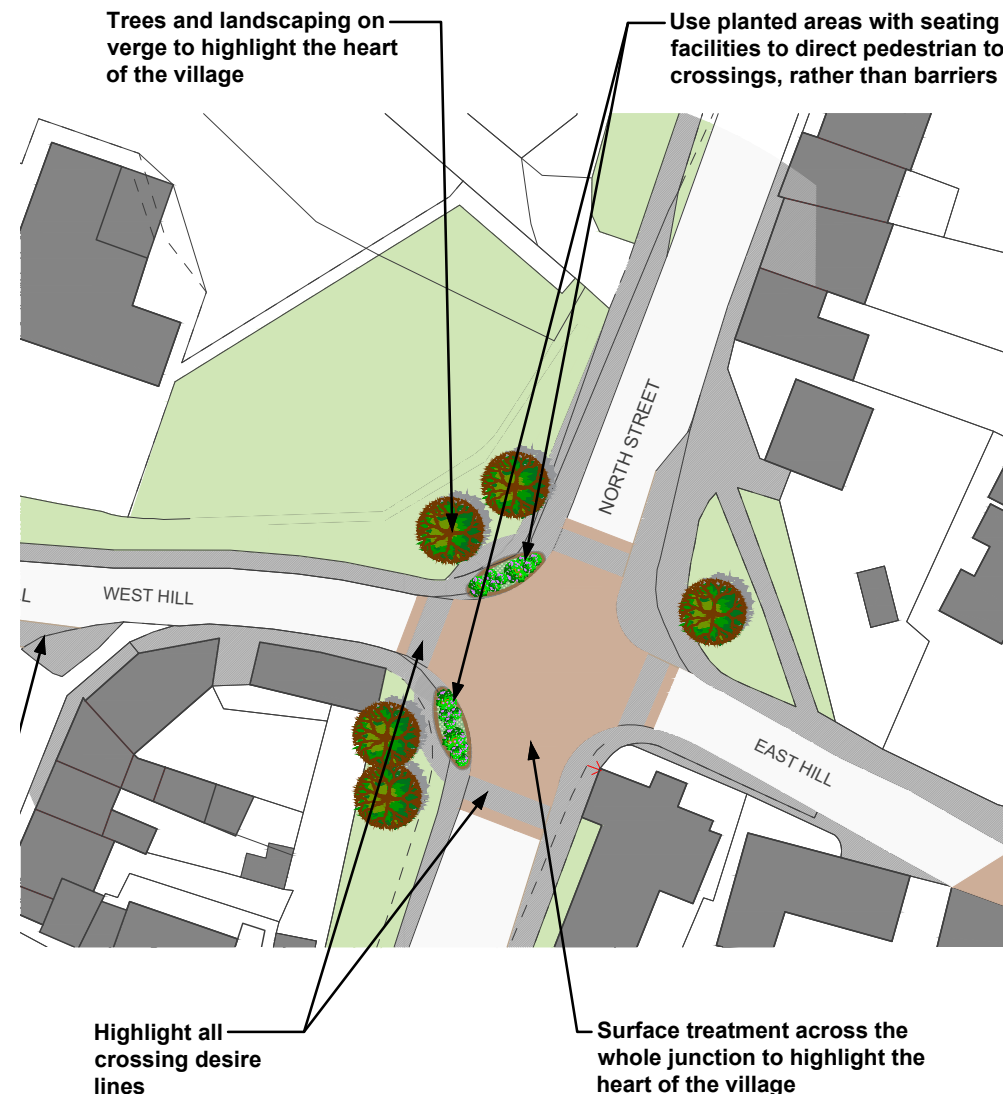 Trees and landscaping on
verge to highlight the heart
of the village
Use planted areas with seating
facilities to direct pedestrian to
crossings, rather than barriers
NORTH STREET
L
WEST HILL
EAST HILL
Highlight all
crossing desire
lines
Surface treatment across the
whole junction to highlight the
heart of the village